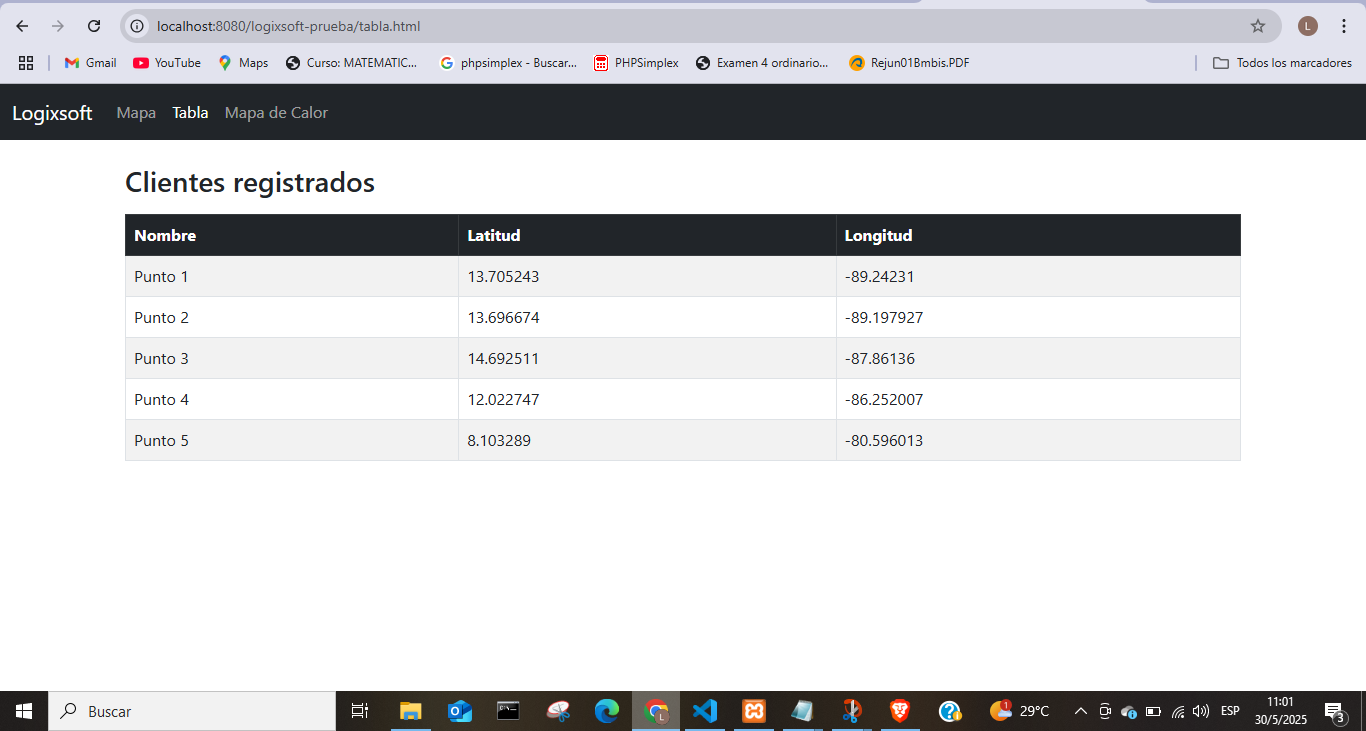 localhost:8080/logixsoft-prueba/tabla.html
L
Gmail YouTube Maps Curso: MATEMATIC... phpsimplex - Buscar... PHPSimplex Examen 4 ordinario... Rejun01Bmbis.PDF Todos los marcadores
Logixsoft Mapa Tabla Mapa de Calor
Clientes registrados
Nombre Latitud Longitud
Punto 1 13.705243 -89.24231
Punto 2 13.696674 -89.197927
Punto 3 14.692511 -87.86136
Punto 4 12.022747 -86.252007
Punto 5 8.103289 -80.596013
Buscar L 1 29°C ESP 11:01
30/5/2025 3